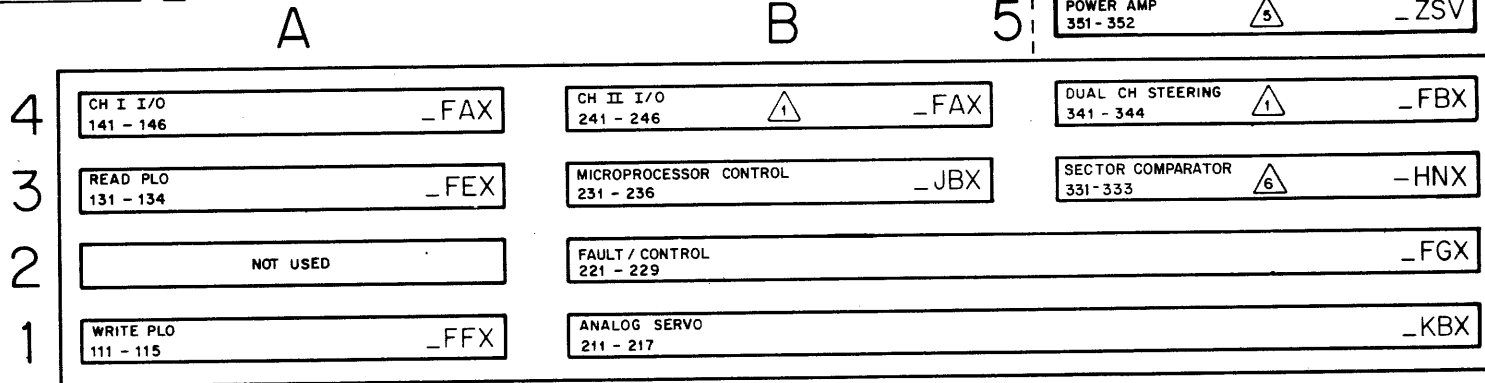 POWER AMP 5 _ZSV
351-352
A B 5
4 CH I I/O _FAX CH II I/O 1 _FAX DUAL CH STEERING 1 _FBX
141 - 146 241 - 246 341 - 344
3 READ PLO _FEX MICROPROCESSOR CONTROL _JBX SECTOR COMPARATOR 6 -HNX
131 - 134 231 - 236 331-333
2 NOT USED FAULT / CONTROL _FGX
221 - 229
1 WRITE PLO _FFX ANALOG SERVO _KBX
111 - 115 211 - 217